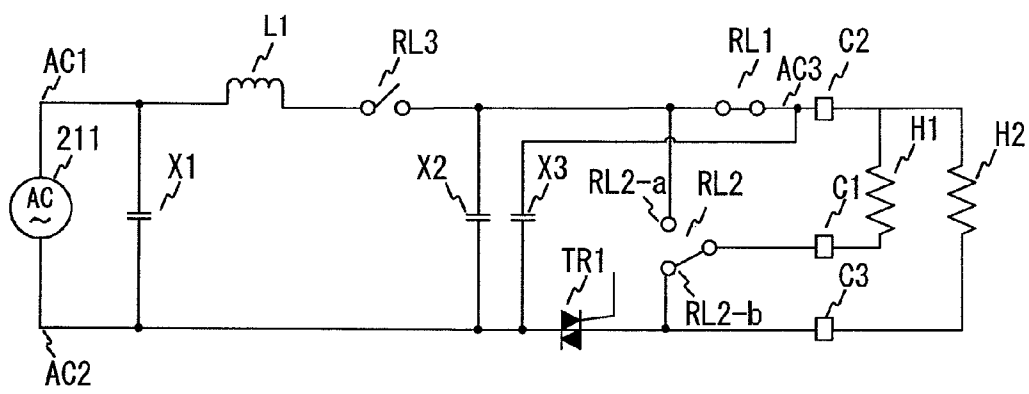 L1
RL3
RL1
C2
AC1
AC3
211
X1
H1
H2
AC
~
X2
X3
RL2-a
RL2
C1
TR1
C3
RL2-b
AC2